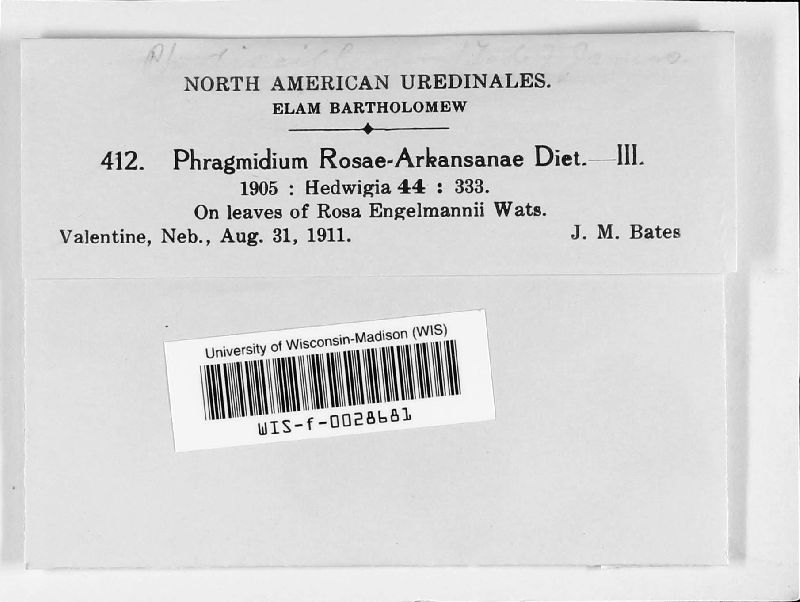 NORTH AMERICAN UREDINALES.
ELAM BARTHOLOMEW
412. Phragmidium Rosae-Arkansanae Diet.—III.
1905 : Hedwigia 44 : 333.
On leaves of Rosa Engelmannii Wats.
Valentine, Neb., Aug. 31, 1911. J. M. Bates
University of Wisconsin-Madison (WIS)
WIS-f-0028681